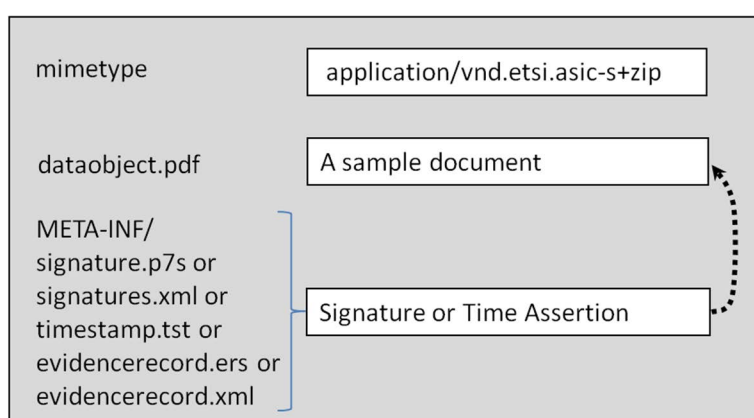 mimetype
application/vnd.etsi.asic-s+zip
dataobject.pdf
A sample document
META-INF/
signature.p7s or
signatures.xml or
timestamp.tst or
evidencerecord.ers or
evidencerecord.xml
Signature or Time Assertion